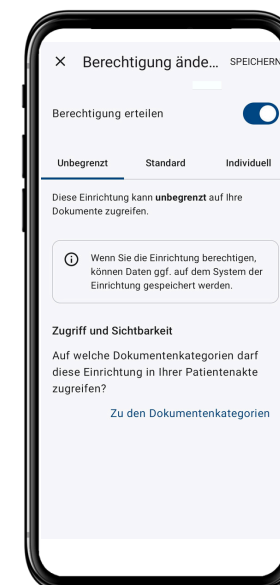 × Berechtigung ände... SPEICHERN
Berechtigung erteilen
Unbegrenzt Standard Individuell
Diese Einrichtung kann unbegrenzt auf Ihre
Dokumente zugreifen.
Wenn Sie die Einrichtung berechtigen,
können Daten ggf. auf dem System der
Einrichtung gespeichert werden.
Zugriff und Sichtbarkeit
Auf welche Dokumentenkategorien darf
diese Einrichtung in Ihrer Patientenakte
zugreifen?
Zu den Dokumentenkategorien